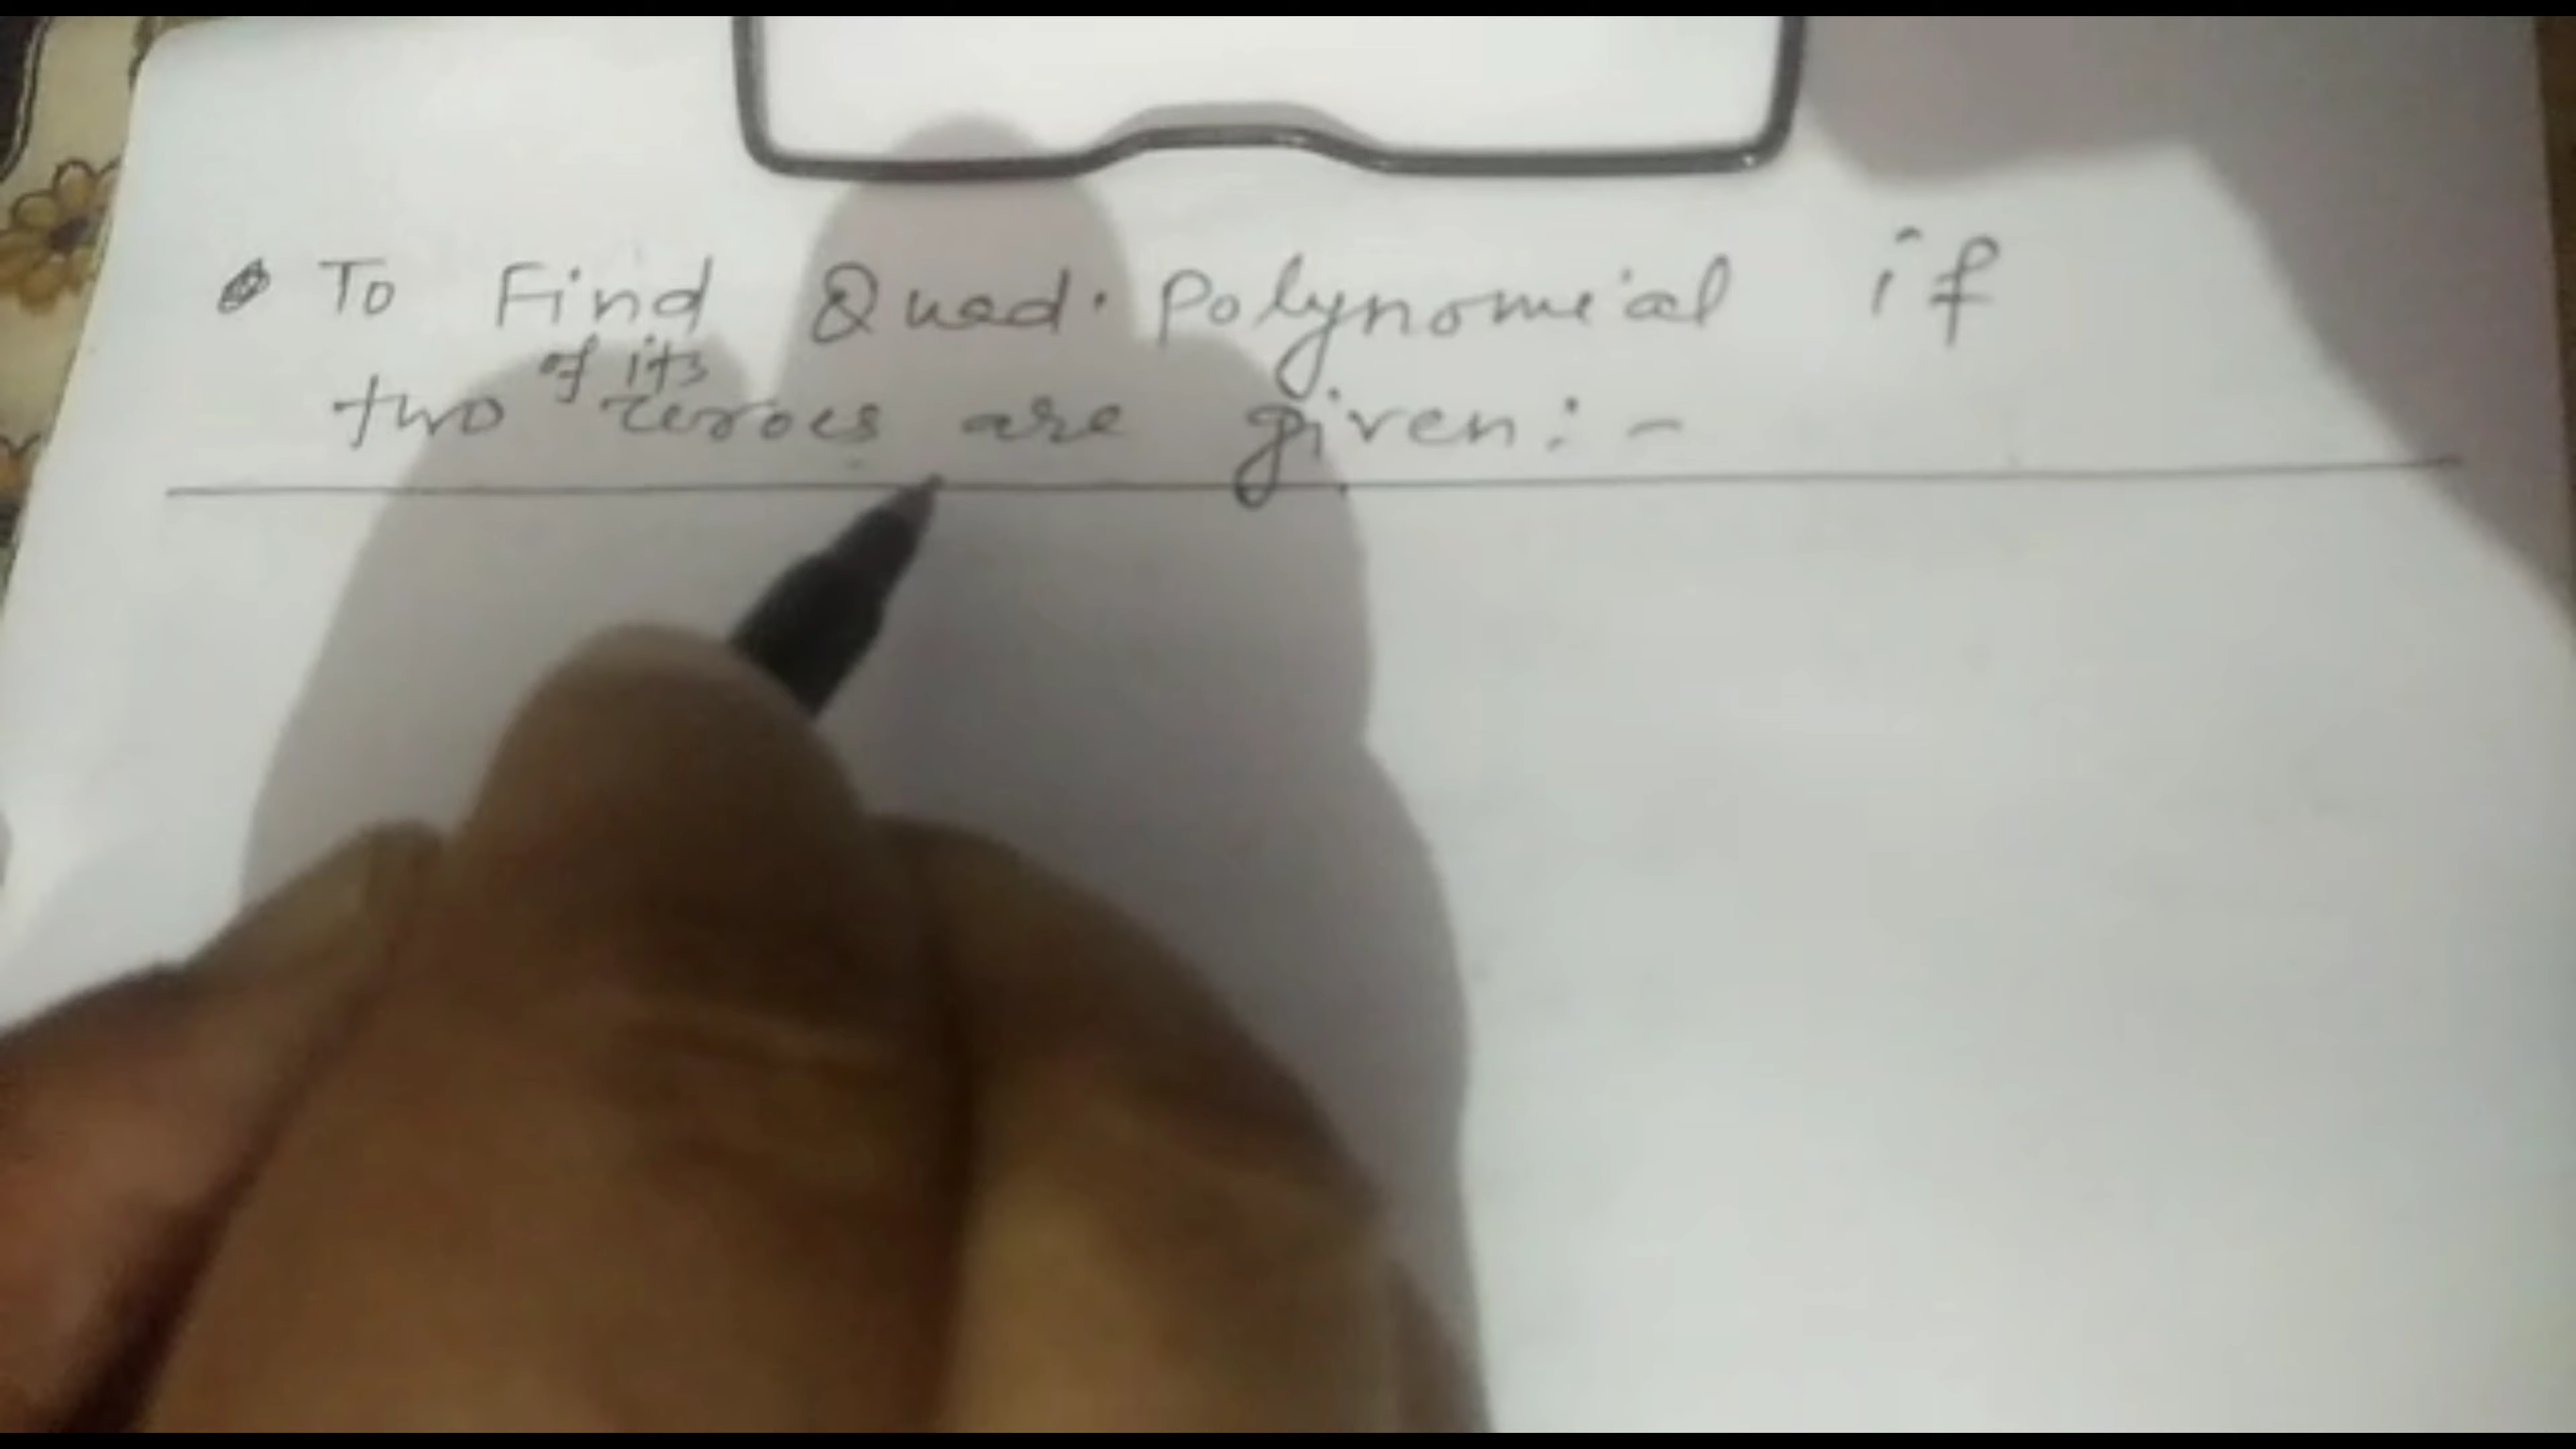 To Find Quad. Polynomial if
of its
two zeroes are given: -